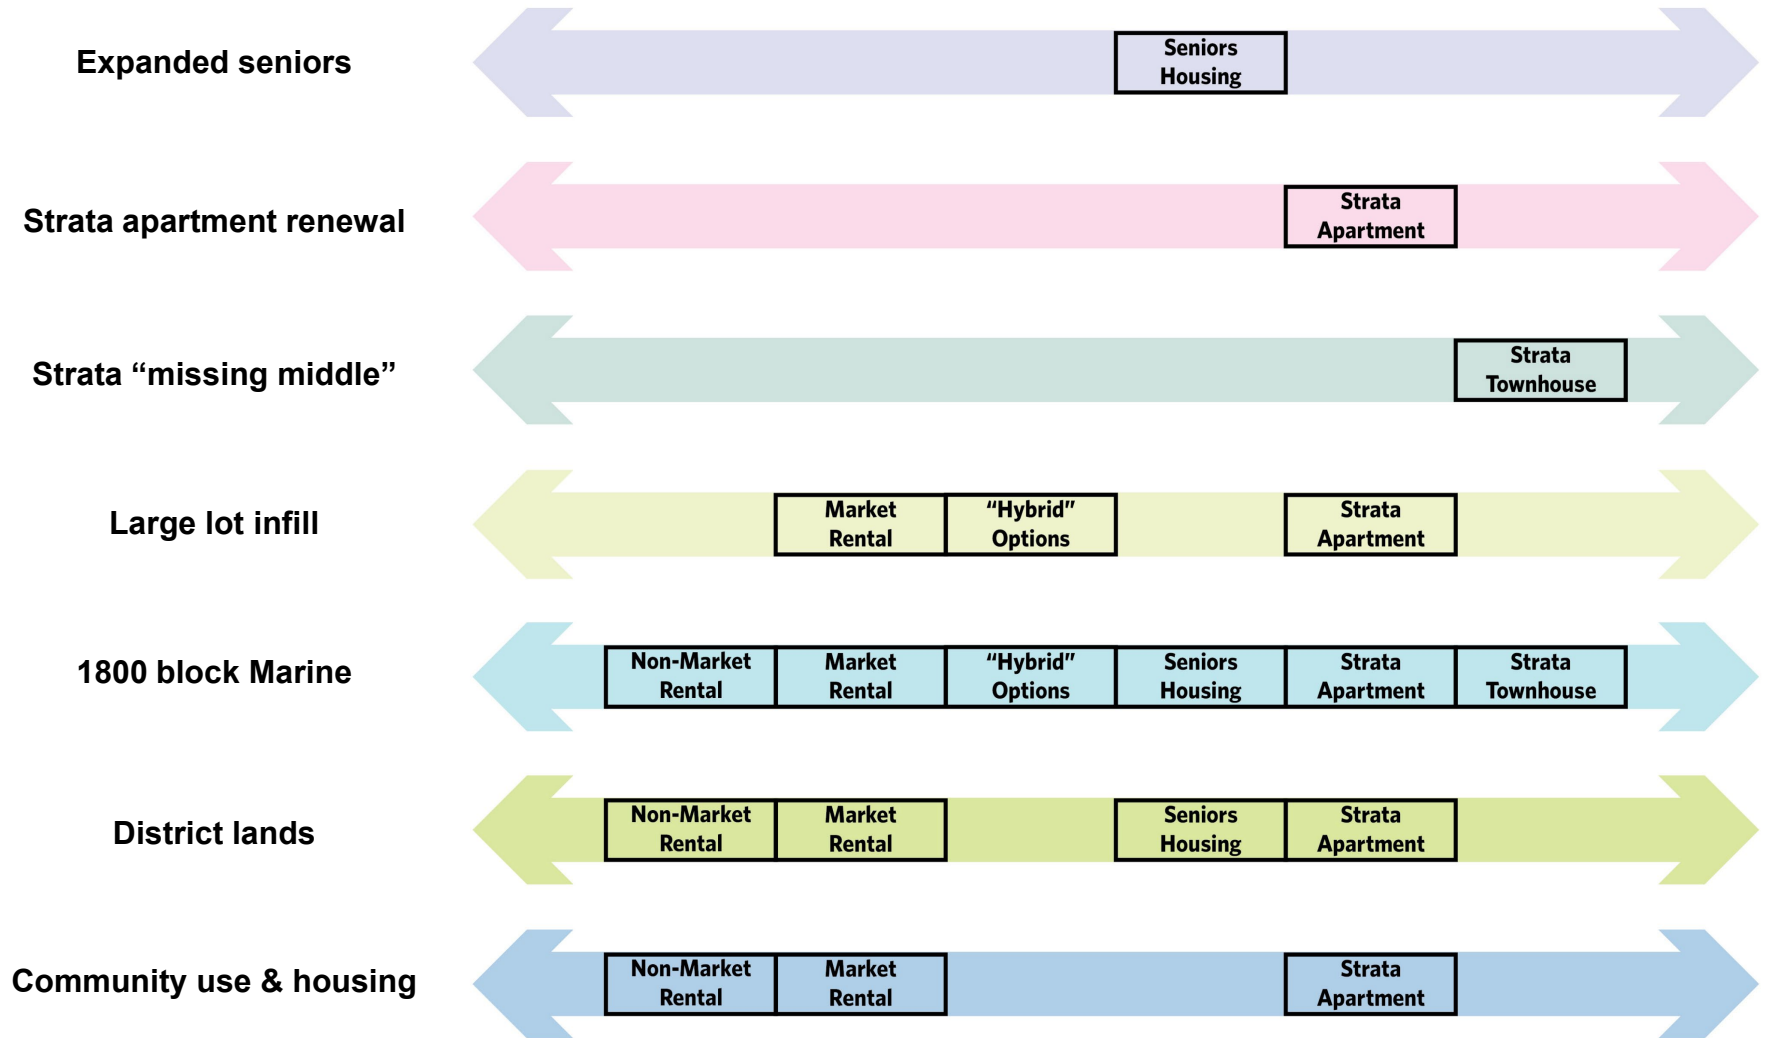 Expanded seniors
Seniors
Housing
Strata apartment renewal
Strata
Apartment
Strata “missing middle”
Strata
Townhouse
Large lot infill
Market
Rental
“Hybrid”
Options
Strata
Apartment
1800 block Marine
Non-Market
Rental
Market
Rental
“Hybrid”
Options
Seniors
Housing
Strata
Apartment
Strata
Townhouse
District lands
Non-Market
Rental
Market
Rental
Seniors
Housing
Strata
Apartment
Community use & housing
Non-Market
Rental
Market
Rental
Strata
Apartment